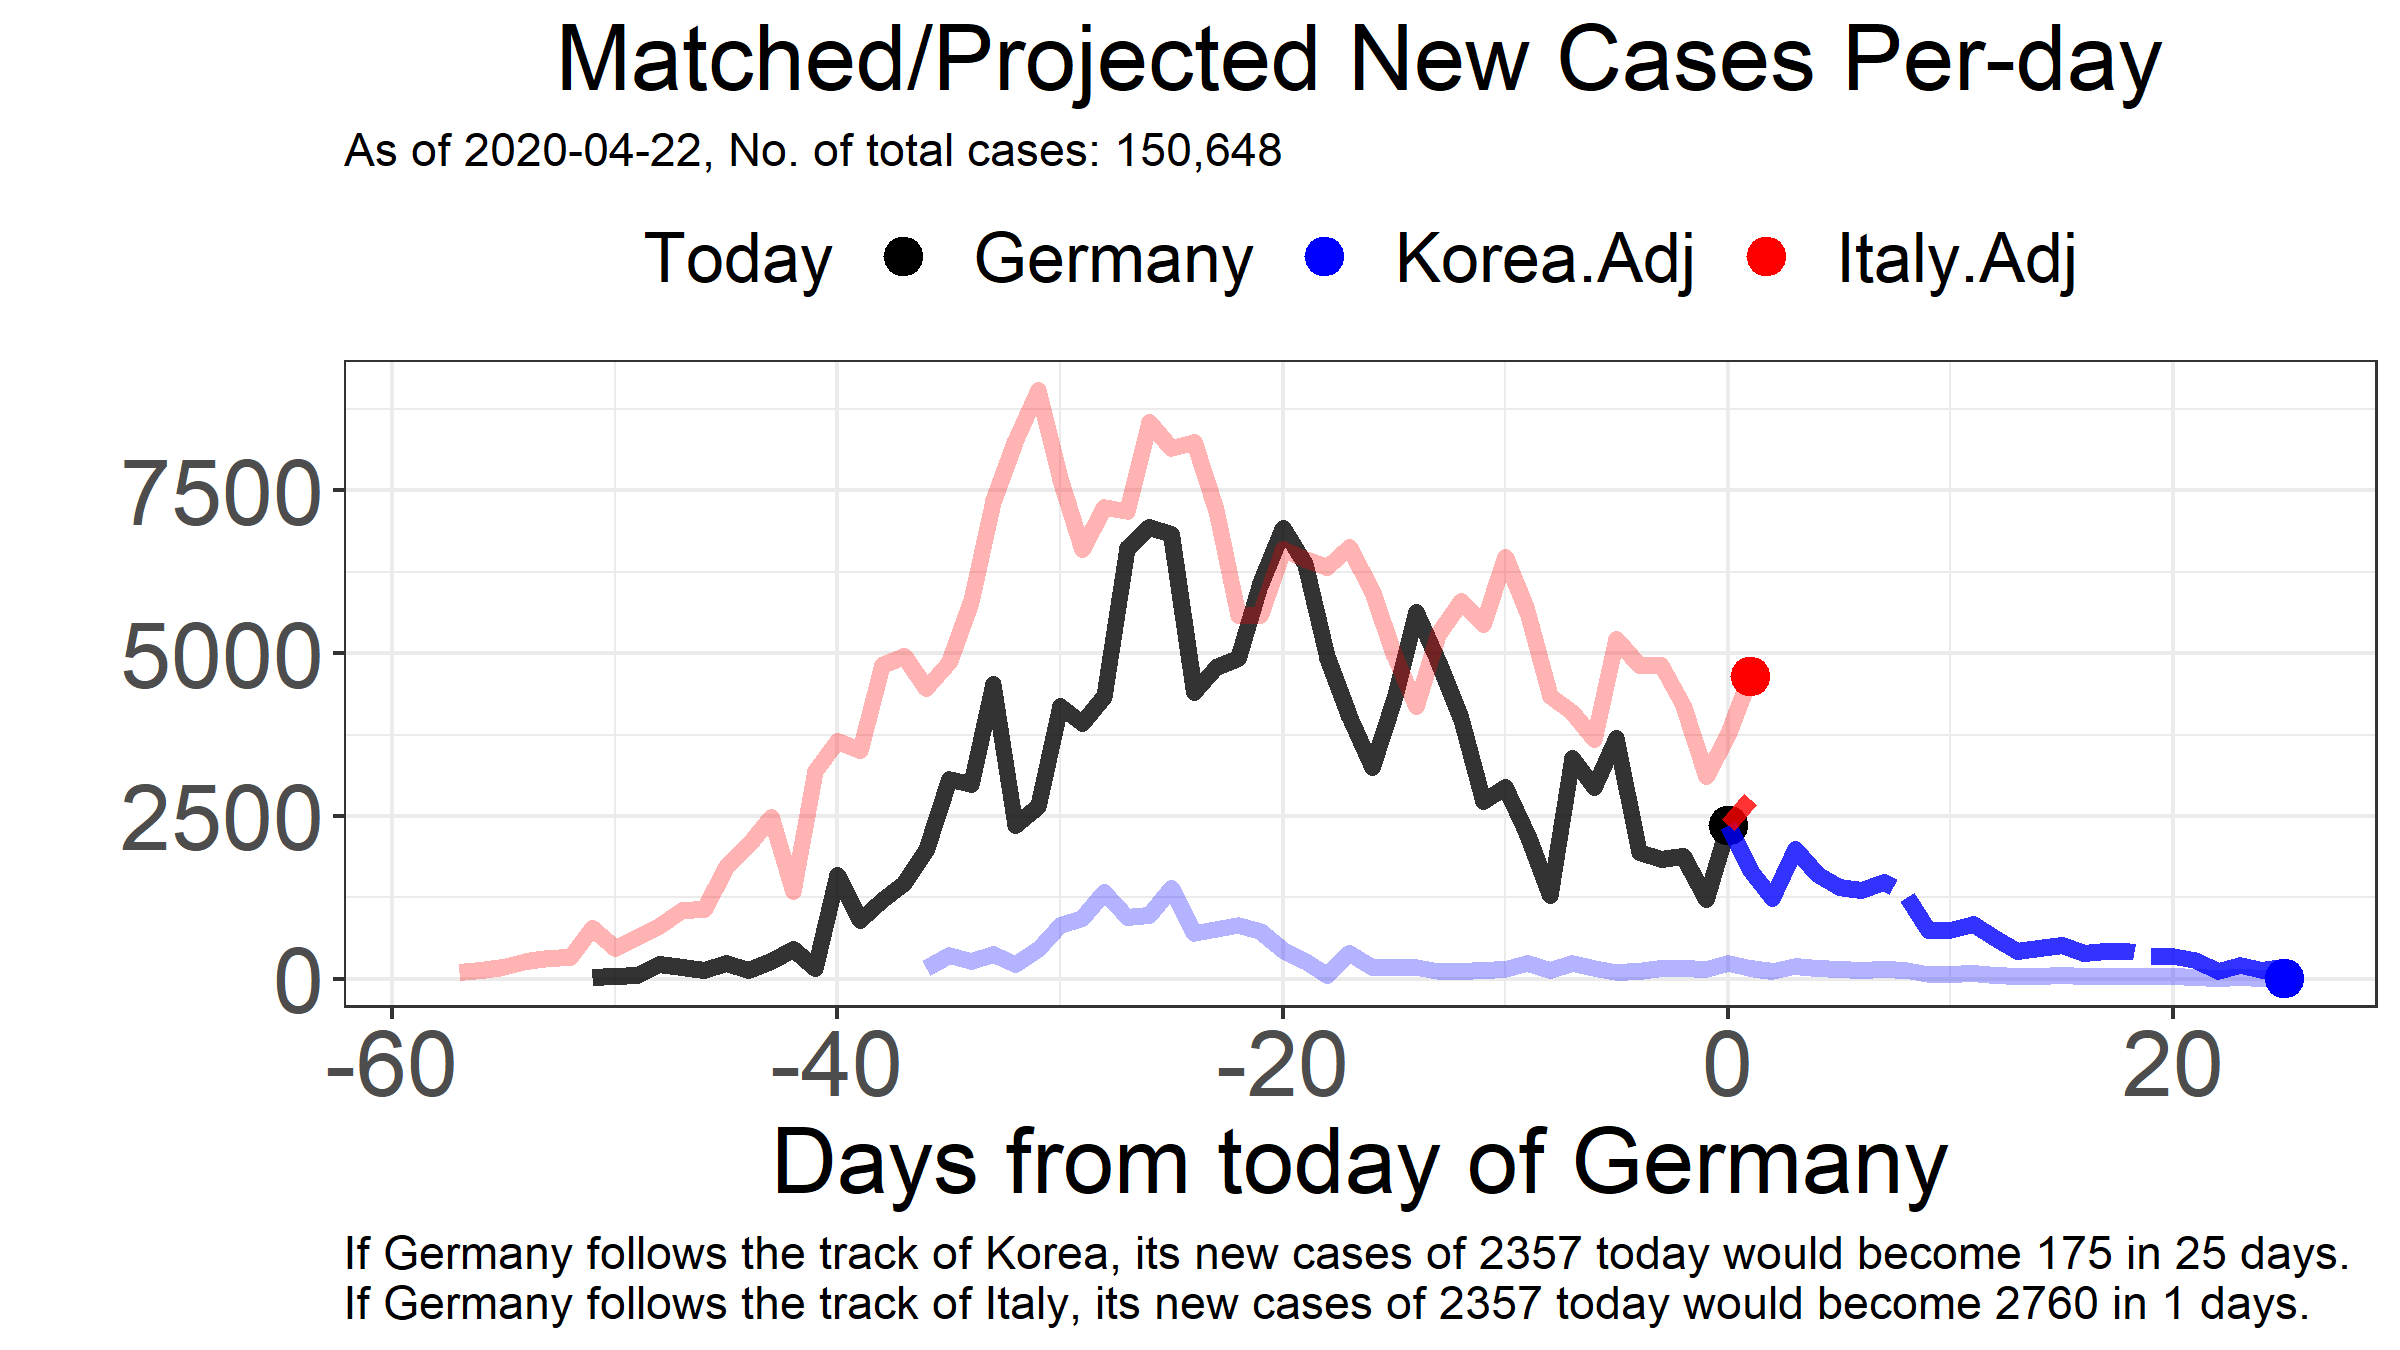 Matched/Projected New Cases Per-day
As of 2020-04-22, No. of total cases: 150,648
Today Germany Korea.Adj Italy.Adj
7500
5000
2500
0
-60 -40 -20 0 20
Days from today of Germany
If Germany follows the track of Korea, its new cases of 2357 today would become 175 in 25 days.
If Germany follows the track of Italy, its new cases of 2357 today would become 2760 in 1 days.